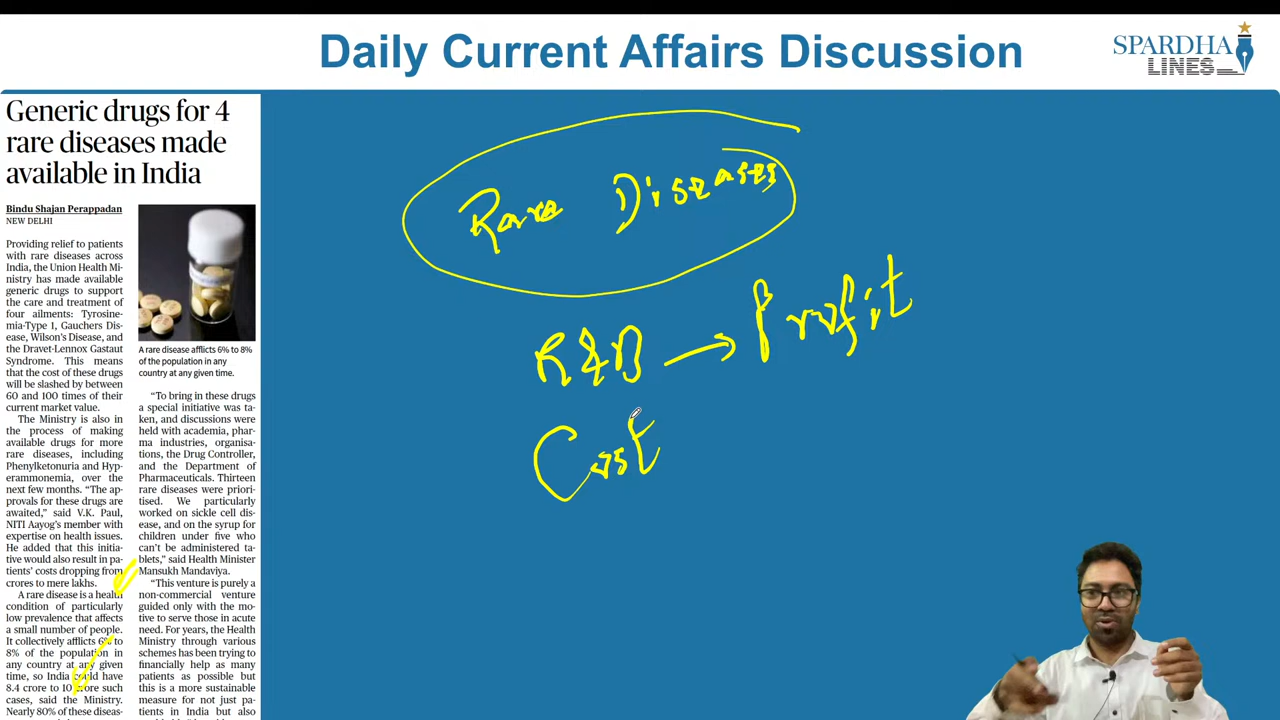 Daily Current Affairs Discussion
SPARDHA
LINES
Generic drugs for 4
rare diseases made
available in India
Bindu Shajan Perappadan
NEW DELHI
Providing relief to patients
with rare diseases across
India, the Union Health Mi-
nistry has made available
generic drugs to support
the care and treatment of
four ailments: Tyrosine-
mia-Type 1, Gauchers Dis-
ease, Wilson's Disease, and
the Dravet-Lennox Gastaut
Syndrome. This means
that the cost of these drugs
will be slashed by between
60 and 100 times of their
current market value.
The Ministry is also in
the process of making
available drugs for more
rare diseases, including
Phenylketonuria and Hyp-
erammonemia, over the
next few months. "The ap-
provals for these drugs are
awaited," said V.K. Paul,
NITI Aayog's member with
expertise on health issues.
He added that this initia-
tive would also result in pa-
tients' costs dropping from
crores to mere lakhs.
A rare disease is a health
condition of particularly
low prevalence that affects
a small number of people.
It collectively afflicts 6% to
8% of the population in
any country at any given
time, so India could have
8.4 crore to 10 crore such
cases, said the Ministry.
Nearly 80% of these diseas-
A rare disease afflicts 6% to 8%
of the population in any
country at any given time.
"To bring in these drugs
a special initiative was ta-
ken, and discussions were
held with academia, phar-
ma industries, organisa-
tions, the Drug Controller,
and the Department of
Pharmaceuticals. Thirteen
rare diseases were priori-
tised. We particularly
worked on sickle cell dis-
ease, and on the syrup for
children under five who
can't be administered ta-
blets," said Health Minister
Mansukh Mandaviya.
"This venture is purely a
non-commercial venture
guided only with the mo-
tive to serve those in acute
need. For years, the Health
Ministry through various
schemes has been trying to
financially help as many
patients as possible but
this is a more sustainable
measure for not just pa-
tients in India but also
Rare Diseases
R&D → Profit
Cost